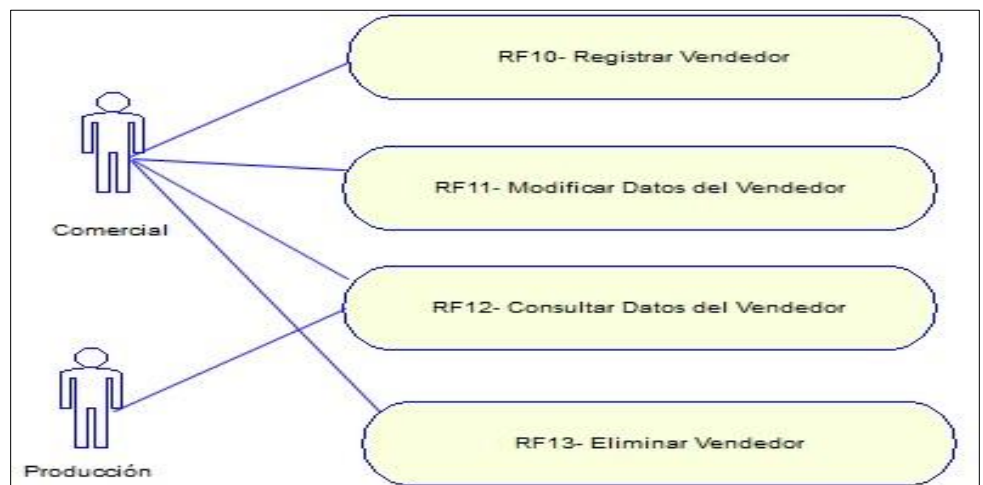 RF10- Registrar Vendedor
RF11- Modificar Datos del Vendedor
Comercial
RF12- Consultar Datos del Vendedor
RF13- Eliminar Vendedor
Producción